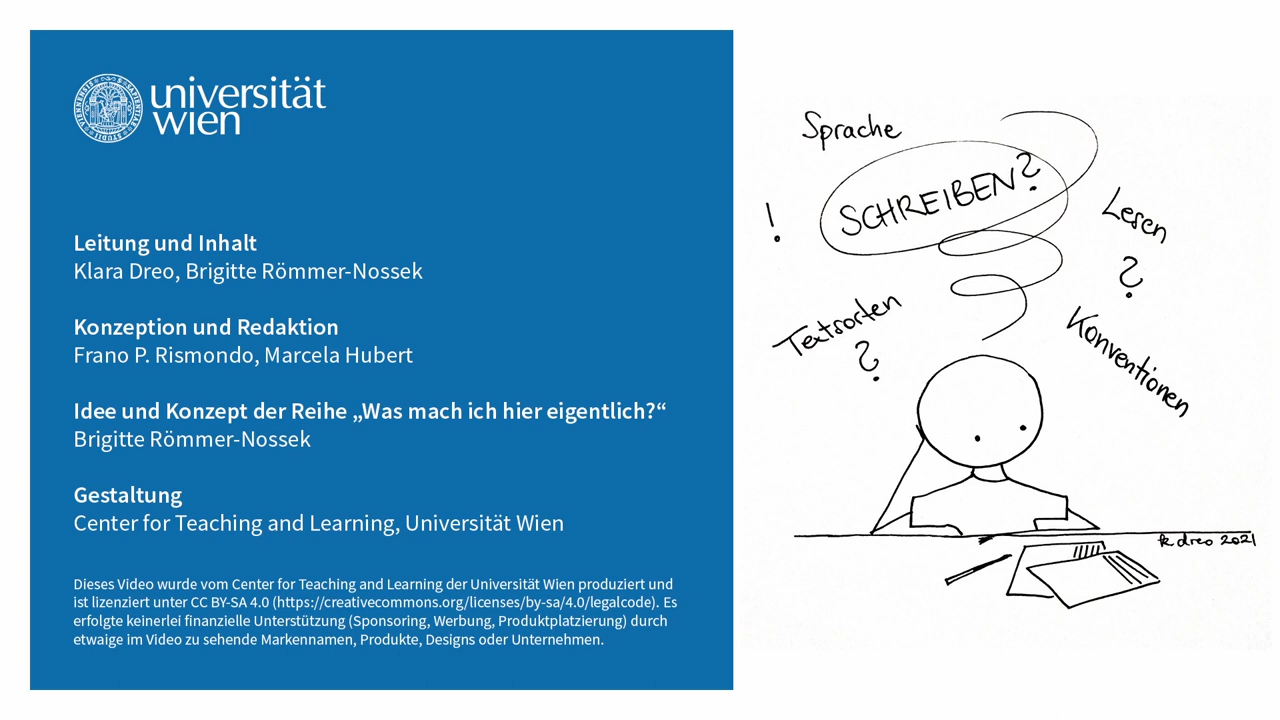 universität
wien
Leitung und Inhalt
Klara Dreo, Brigitte Römmer-Nossek
Konzeption und Redaktion
Frano P. Rismondo, Marcela Hubert
Idee und Konzept der Reihe „Was mach ich hier eigentlich?“
Brigitte Römmer-Nossek
Gestaltung
Center for Teaching and Learning, Universität Wien
Dieses Video wurde vom Center for Teaching and Learning der Universität Wien produziert und
ist lizenziert unter CC BY-SA 4.0 (https://creativecommons.org/licenses/by-sa/4.0/legalcode). Es
erfolgte keinerlei finanzielle Unterstützung (Sponsoring, Werbung, Produktplatzierung) durch
etwaige im Video zu sehende Markennamen, Produkte, Designs oder Unternehmen.
Sprache
SCHREIBEN?
!
Lesen
?
Textsorten
?
Konventionen
k dreo 2021